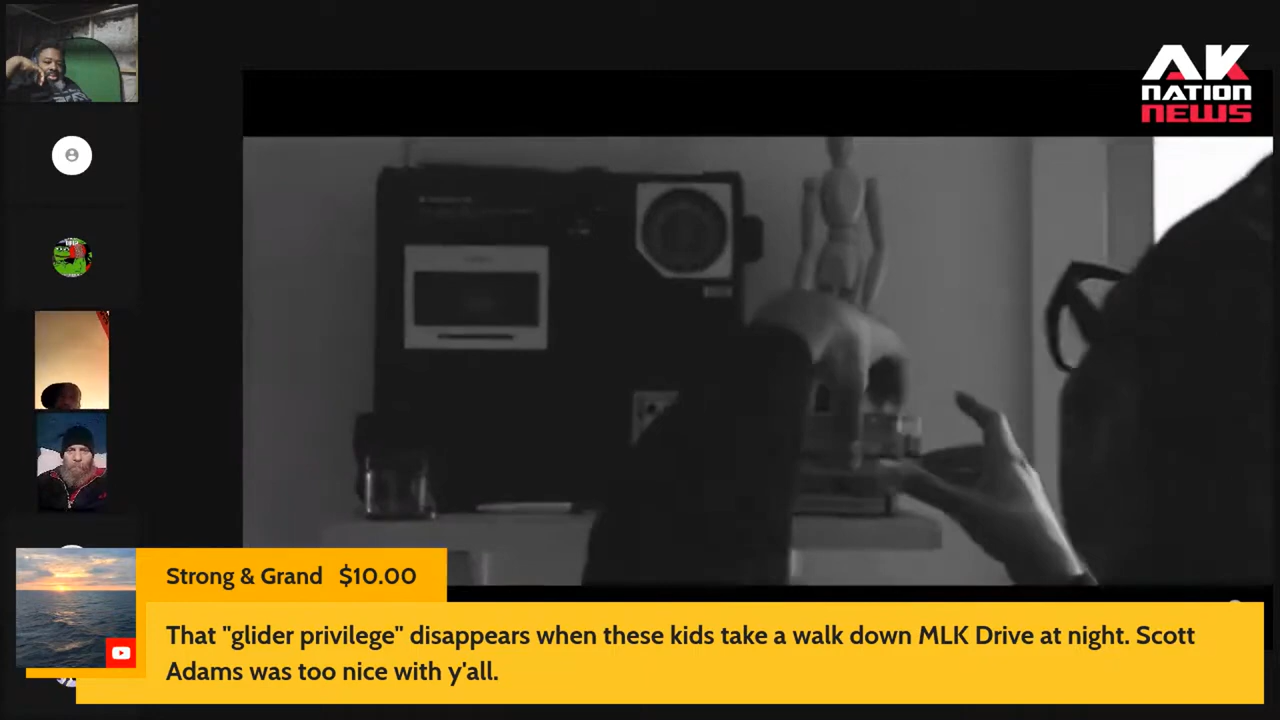 AK
NATION
NEWS
Strong & Grand $10.00
That "glider privilege" disappears when these kids take a walk down MLK Drive at night. Scott
Adams was too nice with y'all.